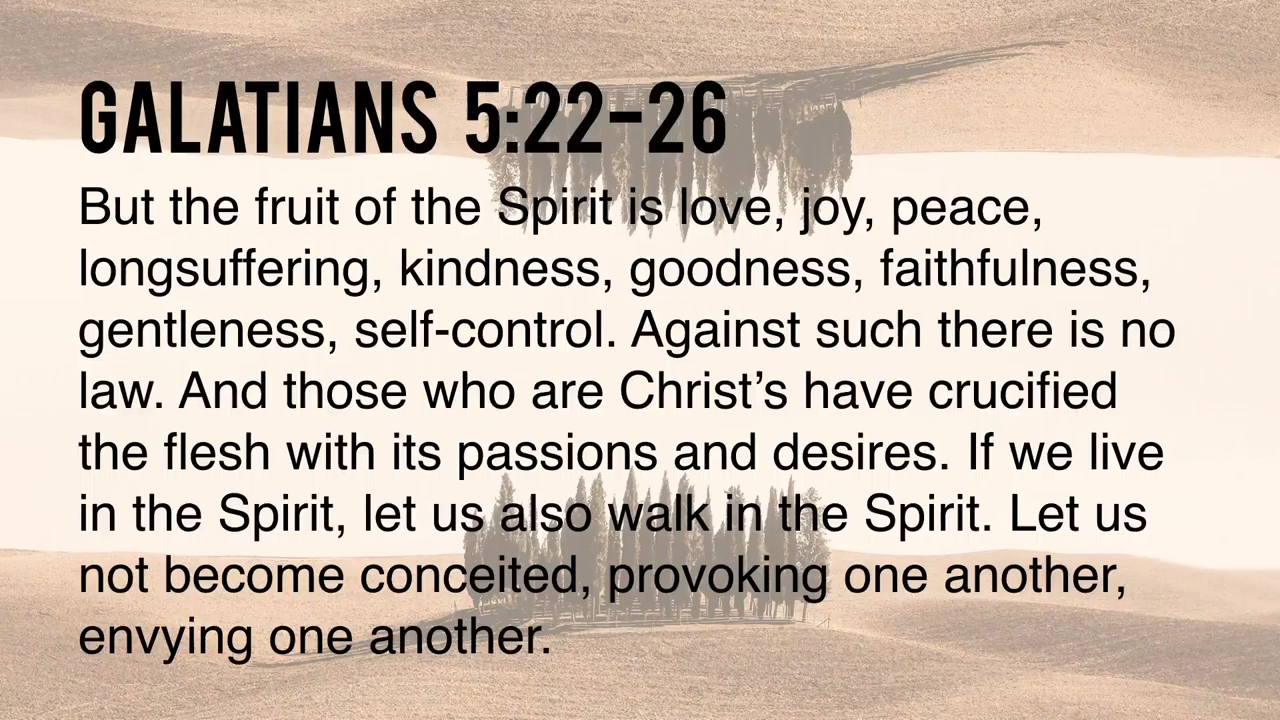 GALATIANS 5:22–26
But the fruit of the Spirit is love, joy, peace,
longsuffering, kindness, goodness, faithfulness,
gentleness, self-control. Against such there is no
law. And those who are Christ’s have crucified
the flesh with its passions and desires. If we live
in the Spirit, let us also walk in the Spirit. Let us
not become conceited, provoking one another,
envying one another.